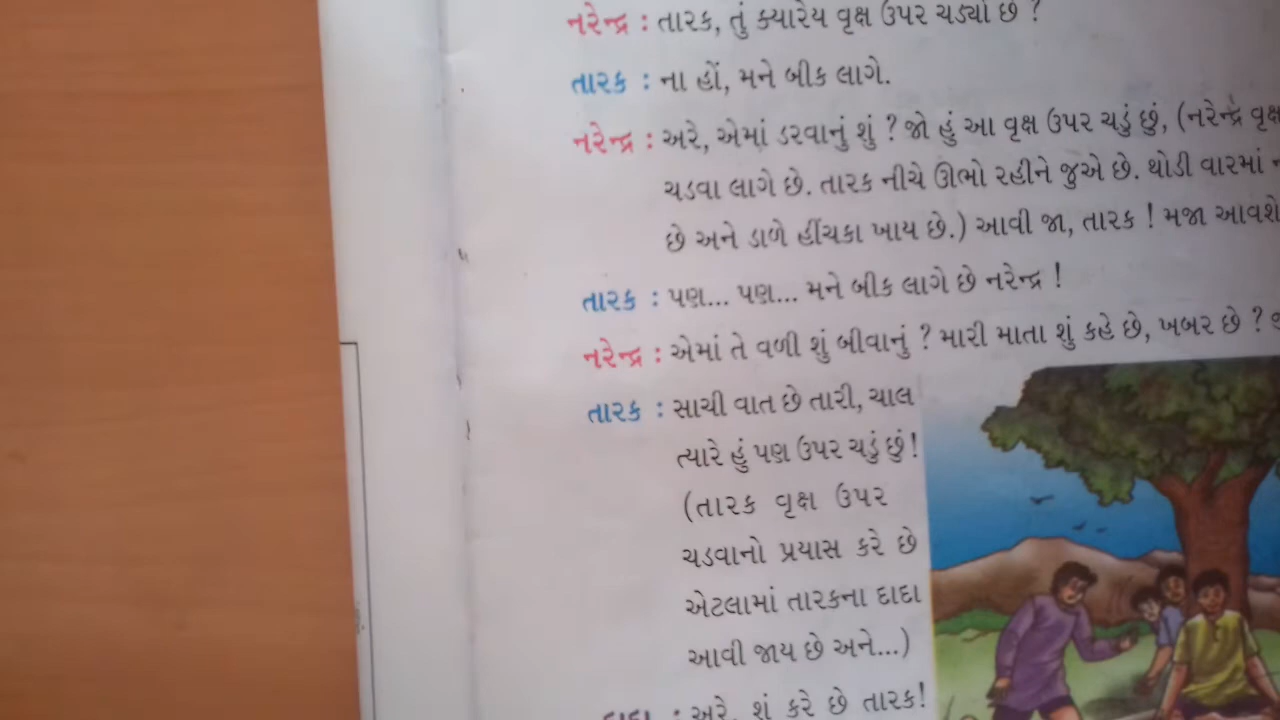 નરેન્દ્ર : તારક, તું ક્યારેય વૃક્ષ ઉપર ચડ્યો છે ?
તારક : ના હોં, મને બીક લાગે.
નરેન્દ્ર : અરે, એમાં ડરવાનું શું ? જો હું આ વૃક્ષ ઉપર ચડું છું, (નરેન્દ્ર વૃક્ષ
ચડવા લાગે છે. તારક નીચે ઊભો રહીને જુએ છે. થોડી વારમાં
છે અને ડાળે હીંચકા ખાય છે.) આવી જા, તારક ! મજા આવશે
તારક : પણ... પણ... મને બીક લાગે છે નરેન્દ્ર !
નરેન્દ્ર : એમાં તે વળી શું બીવાનું ? મારી માતા શું કહે છે, ખબર છે ?
તારક : સાચી વાત છે તારી, ચાલ
ત્યારે હું પણ ઉપર ચડું છું !
(તારક વૃક્ષ ઉપર
ચડવાનો પ્રયાસ કરે છે
એટલામાં તારકના દાદા
આવી જાય છે અને...)
દાદા : અરે, શું કરે છે તારક!